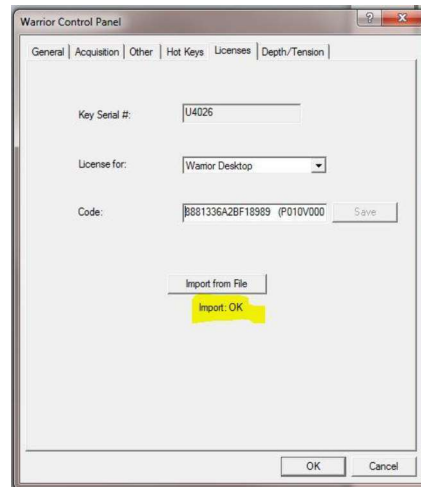 Warrior Control Panel
General Acquisition Other Hot Keys Licenses Depth/Tension
Key Serial #: U4026
License for: Warrior Desktop
Code: 8881336A2BF18989 (P010V000 Save
Import from File
Import: OK
OK Cancel